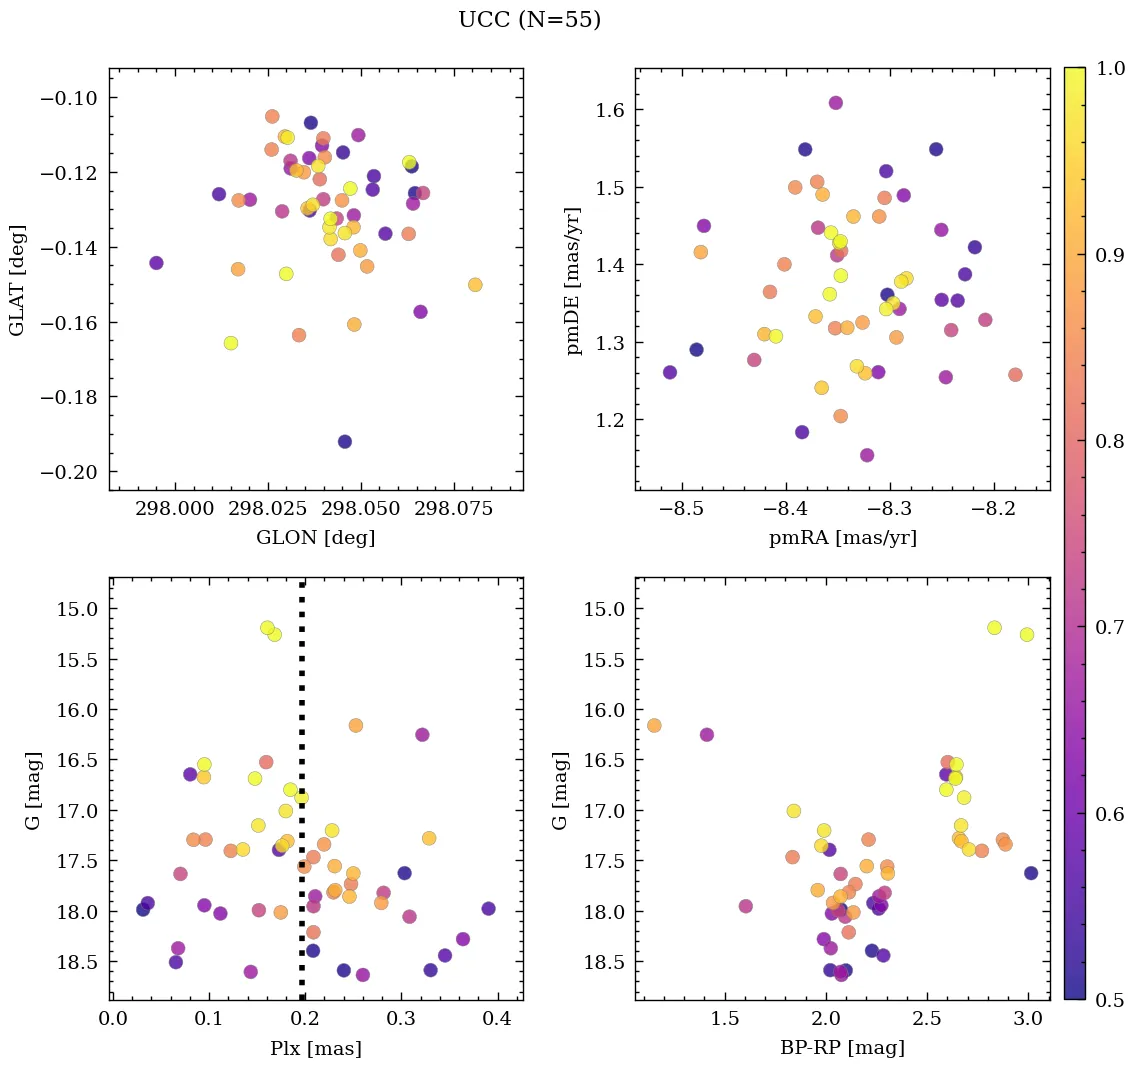 UCC (N=55)
−0.10
−0.12
−0.14
−0.16
−0.18
−0.20
GLAT [deg]
298.000 298.025 298.050 298.075
GLON [deg]
1.6
1.5
1.4
1.3
1.2
pmDE [mas/yr]
−8.5 −8.4 −8.3 −8.2
pmRA [mas/yr]
15.0
15.5
16.0
16.5
17.0
17.5
18.0
18.5
G [mag]
0.0 0.1 0.2 0.3 0.4
Plx [mas]
15.0
15.5
16.0
16.5
17.0
17.5
18.0
18.5
G [mag]
1.5 2.0 2.5 3.0
BP-RP [mag]
1.0
0.9
0.8
0.7
0.6
0.5